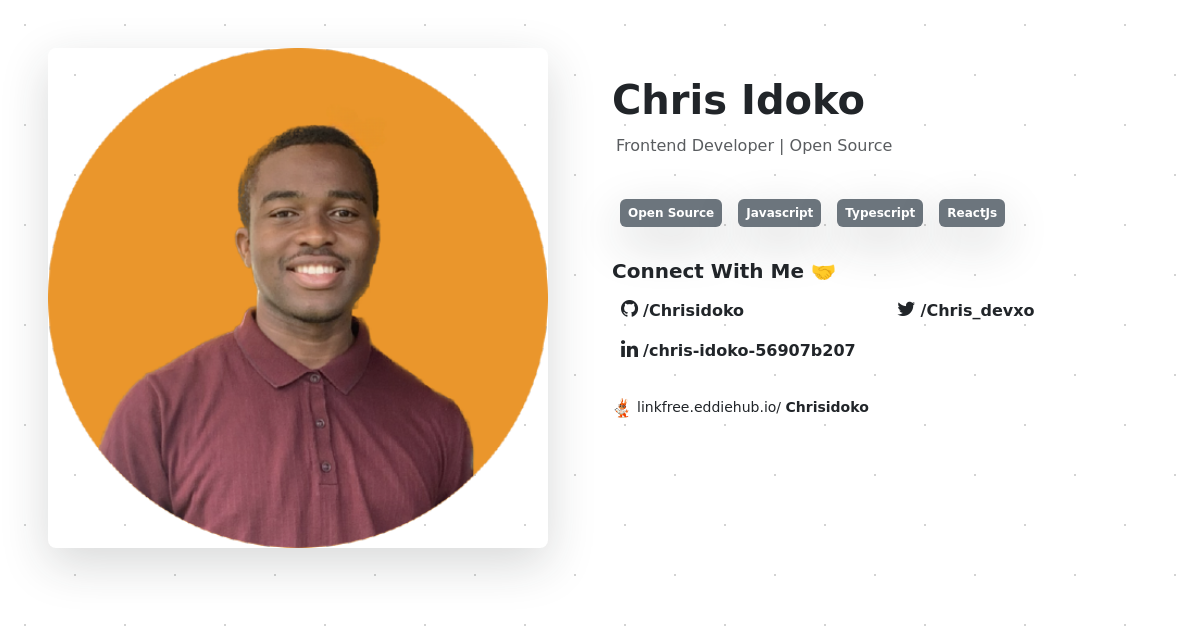 Chris Idoko
Frontend Developer | Open Source
Open Source Javascript Typescript ReactJs
Connect With Me 🤝
/Chrisidoko /Chris_devxo
/chris-idoko-56907b207
linkfree.eddiehub.io/ Chrisidoko